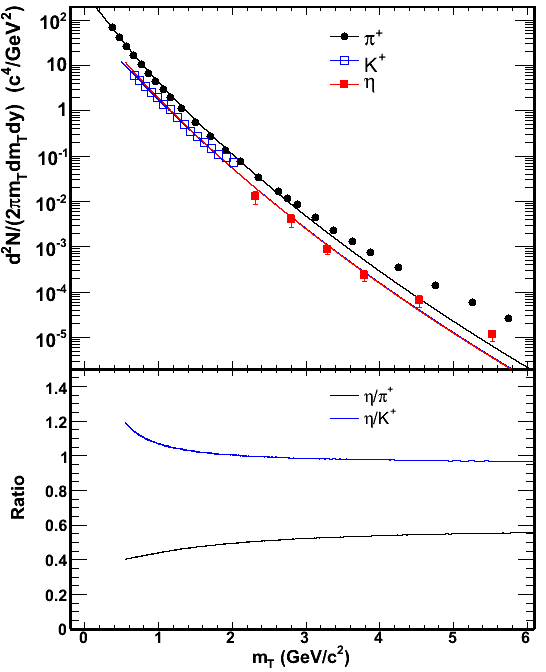 d²N/(2πm_Tdm_Tdy) (c⁴/GeV²)
10²
10
1
10⁻¹
10⁻²
10⁻³
10⁻⁴
10⁻⁵
π⁺
K⁺
η
Ratio
1.4
1.2
1
0.8
0.6
0.4
0.2
0
η/π⁺
η/K⁺
0 1 2 3 4 5 6
m_T (GeV/c²)